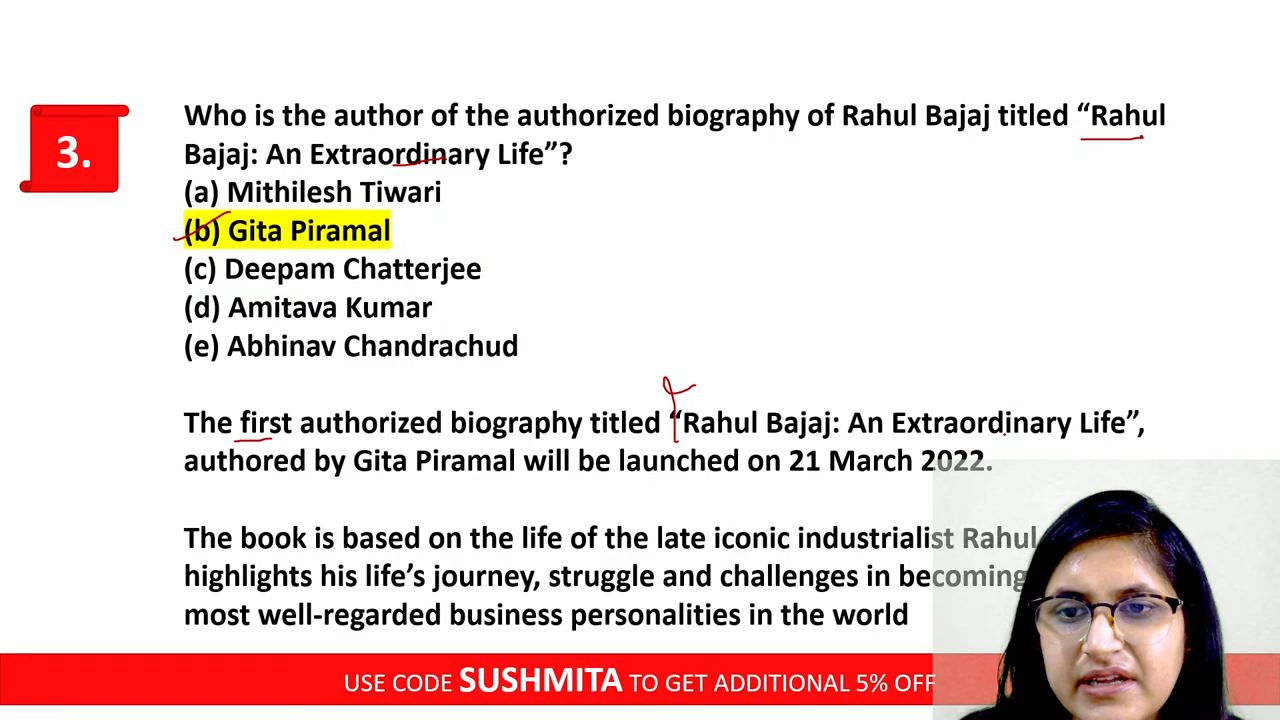 3.
Who is the author of the authorized biography of Rahul Bajaj titled “Rahul
Bajaj: An Extraordinary Life”?
(a) Mithilesh Tiwari
(b) Gita Piramal
(c) Deepam Chatterjee
(d) Amitava Kumar
(e) Abhinav Chandrachud
The first authorized biography titled “Rahul Bajaj: An Extraordinary Life”,
authored by Gita Piramal will be launched on 21 March 2022.
The book is based on the life of the late iconic industrialist Rahul
highlights his life’s journey, struggle and challenges in becoming
most well-regarded business personalities in the world
USE CODE SUSHMITA TO GET ADDITIONAL 5% OFF